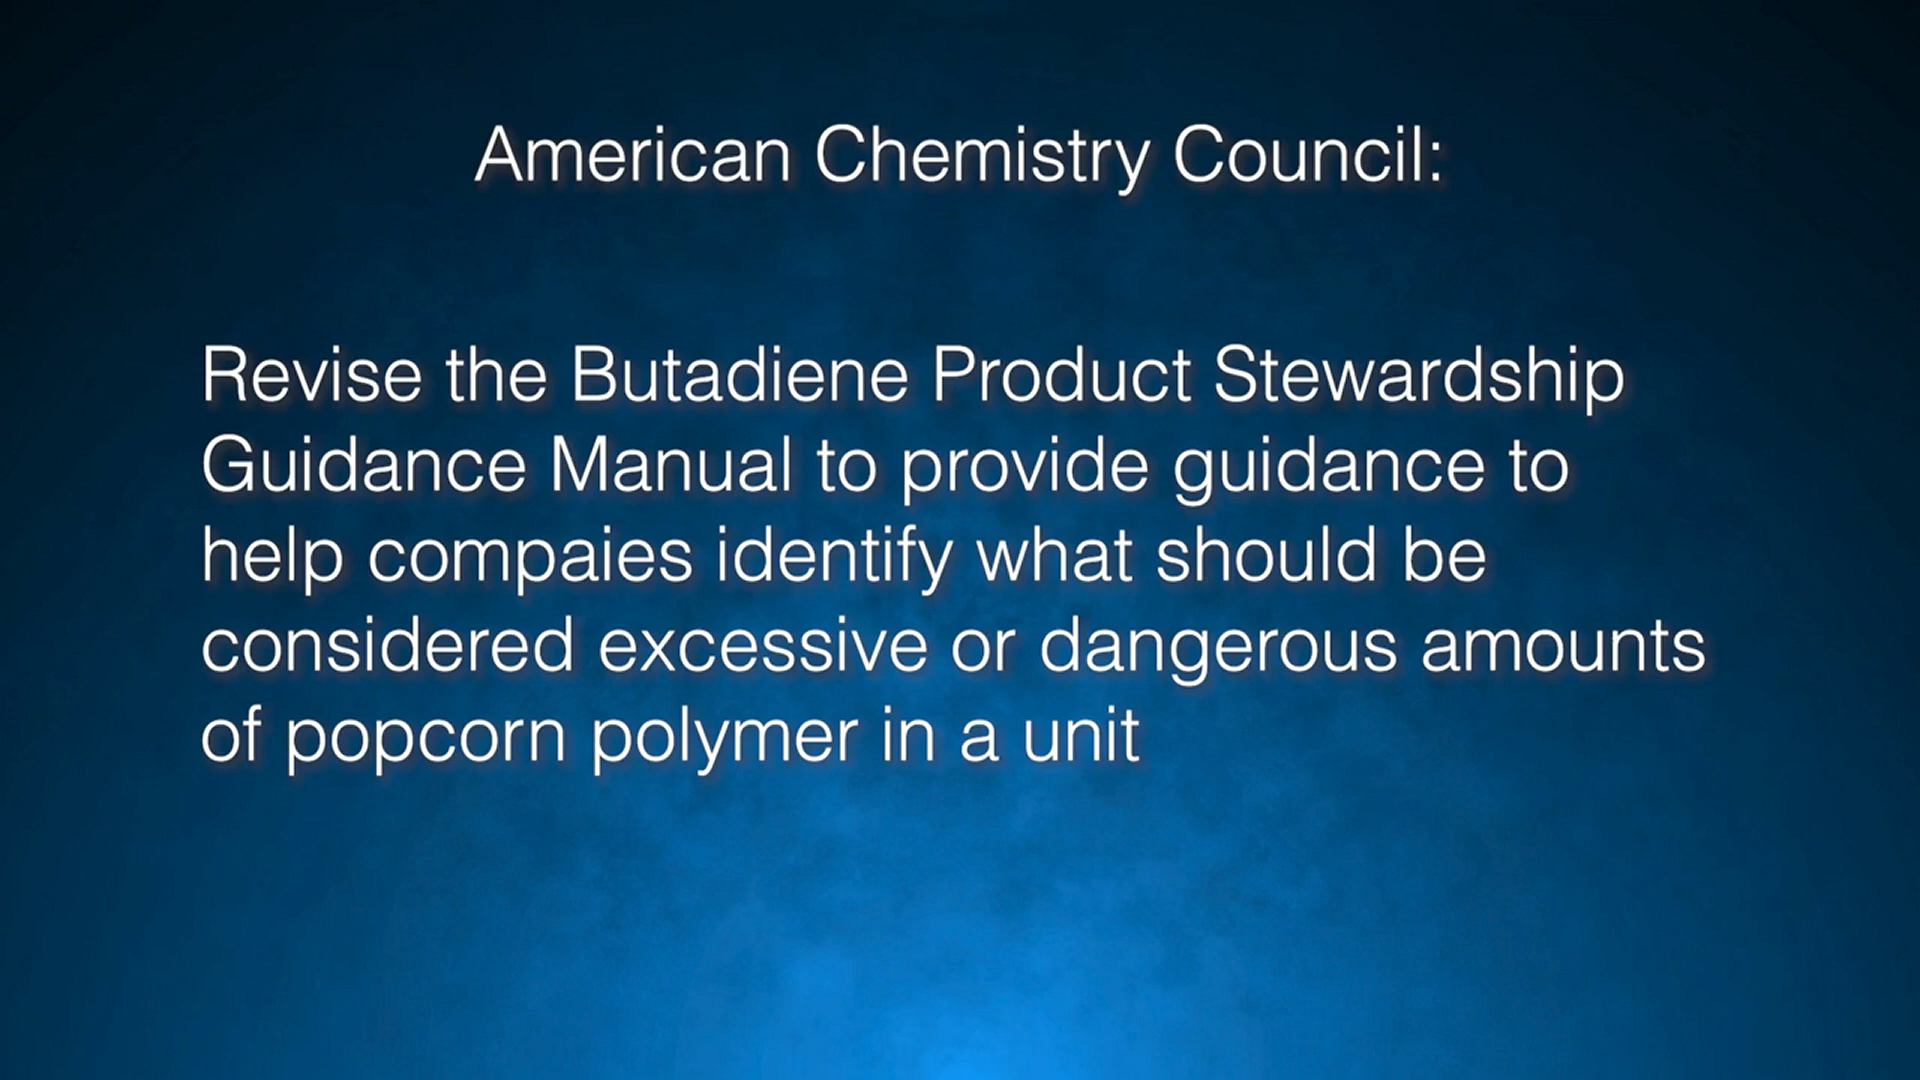 American Chemistry Council:
Revise the Butadiene Product Stewardship
Guidance Manual to provide guidance to
help compaies identify what should be
considered excessive or dangerous amounts
of popcorn polymer in a unit